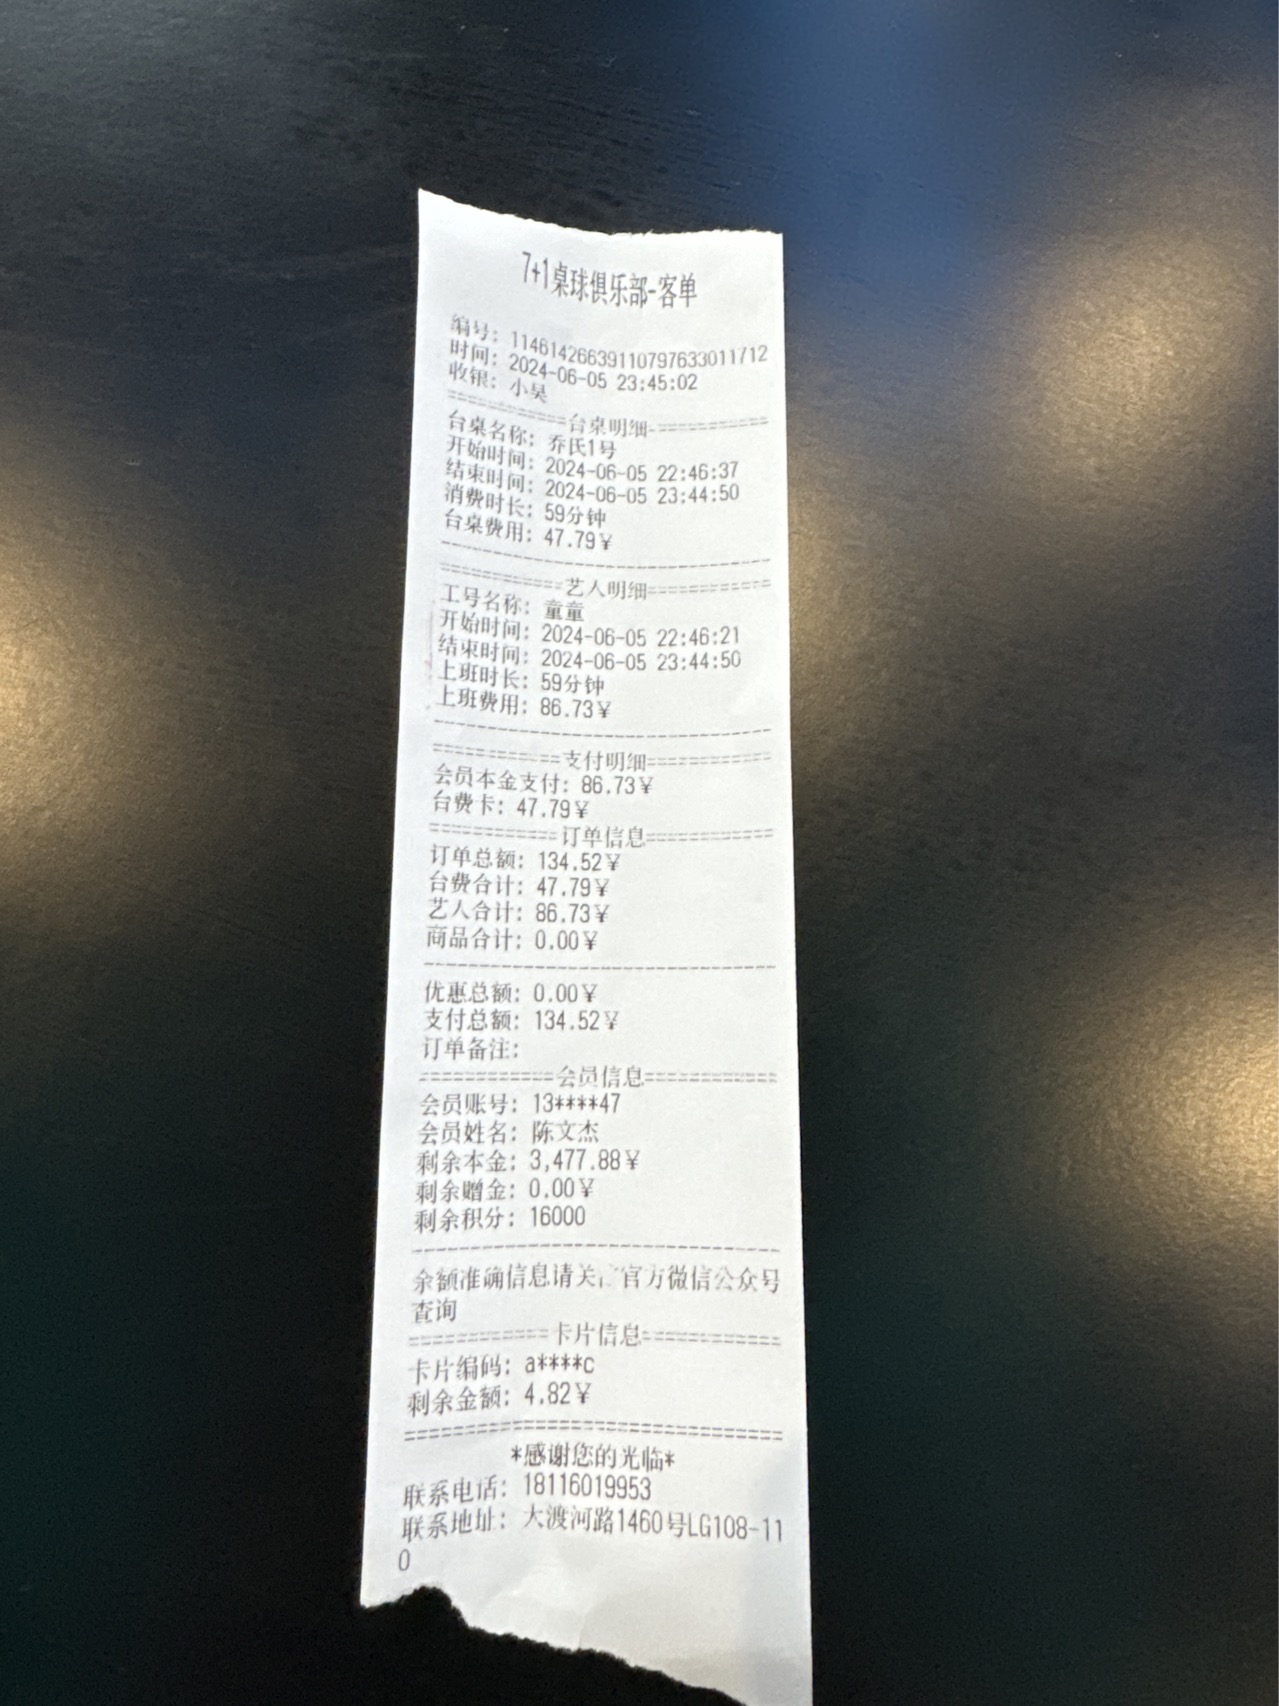 7+1桌球俱乐部-客单
编号: 11461426639110797633011712
时间: 2024-06-05 23:45:02
收银: 小昊
==========台桌明细==========
台桌名称: 乔氏1号
开始时间: 2024-06-05 22:46:37
结束时间: 2024-06-05 23:44:50
消费时长: 59分钟
台桌费用: 47.79¥
--------------------------------
==========艺人明细==========
工号名称: 童童
开始时间: 2024-06-05 22:46:21
结束时间: 2024-06-05 23:44:50
上班时长: 59分钟
上班费用: 86.73¥
--------------------------------
==========支付明细==========
会员本金支付: 86.73¥
台费卡: 47.79¥
==========订单信息==========
订单总额: 134.52¥
台费合计: 47.79¥
艺人合计: 86.73¥
商品合计: 0.00¥
--------------------------------
优惠总额: 0.00¥
支付总额: 134.52¥
订单备注:
==========会员信息==========
会员账号: 13****47
会员姓名: 陈文杰
剩余本金: 3,477.88¥
剩余赠金: 0.00¥
剩余积分: 16000
--------------------------------
余额准确信息请关 官方微信公众号
查询
==========卡片信息==========
卡片编码: a****c
剩余金额: 4.82¥
================================
*感谢您的光临*
联系电话: 18116019953
联系地址: 大渡河路1460号LG108-11
0